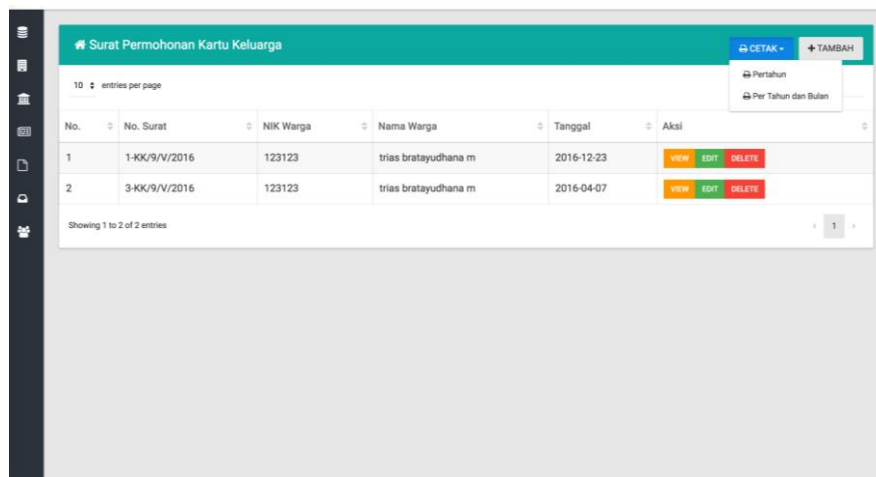 Surat Permohonan Kartu Keluarga
CETAK
TAMBAH
Pertahun
Per Tahun dan Bulan
10 entries per page
No. No. Surat NIK Warga Nama Warga Tanggal Aksi
1 1-KK/9/V/2016 123123 trias bratayudhana m 2016-12-23 VIEW EDIT DELETE
2 3-KK/9/V/2016 123123 trias bratayudhana m 2016-04-07 VIEW EDIT DELETE
Showing 1 to 2 of 2 entries
‹ 1 ›